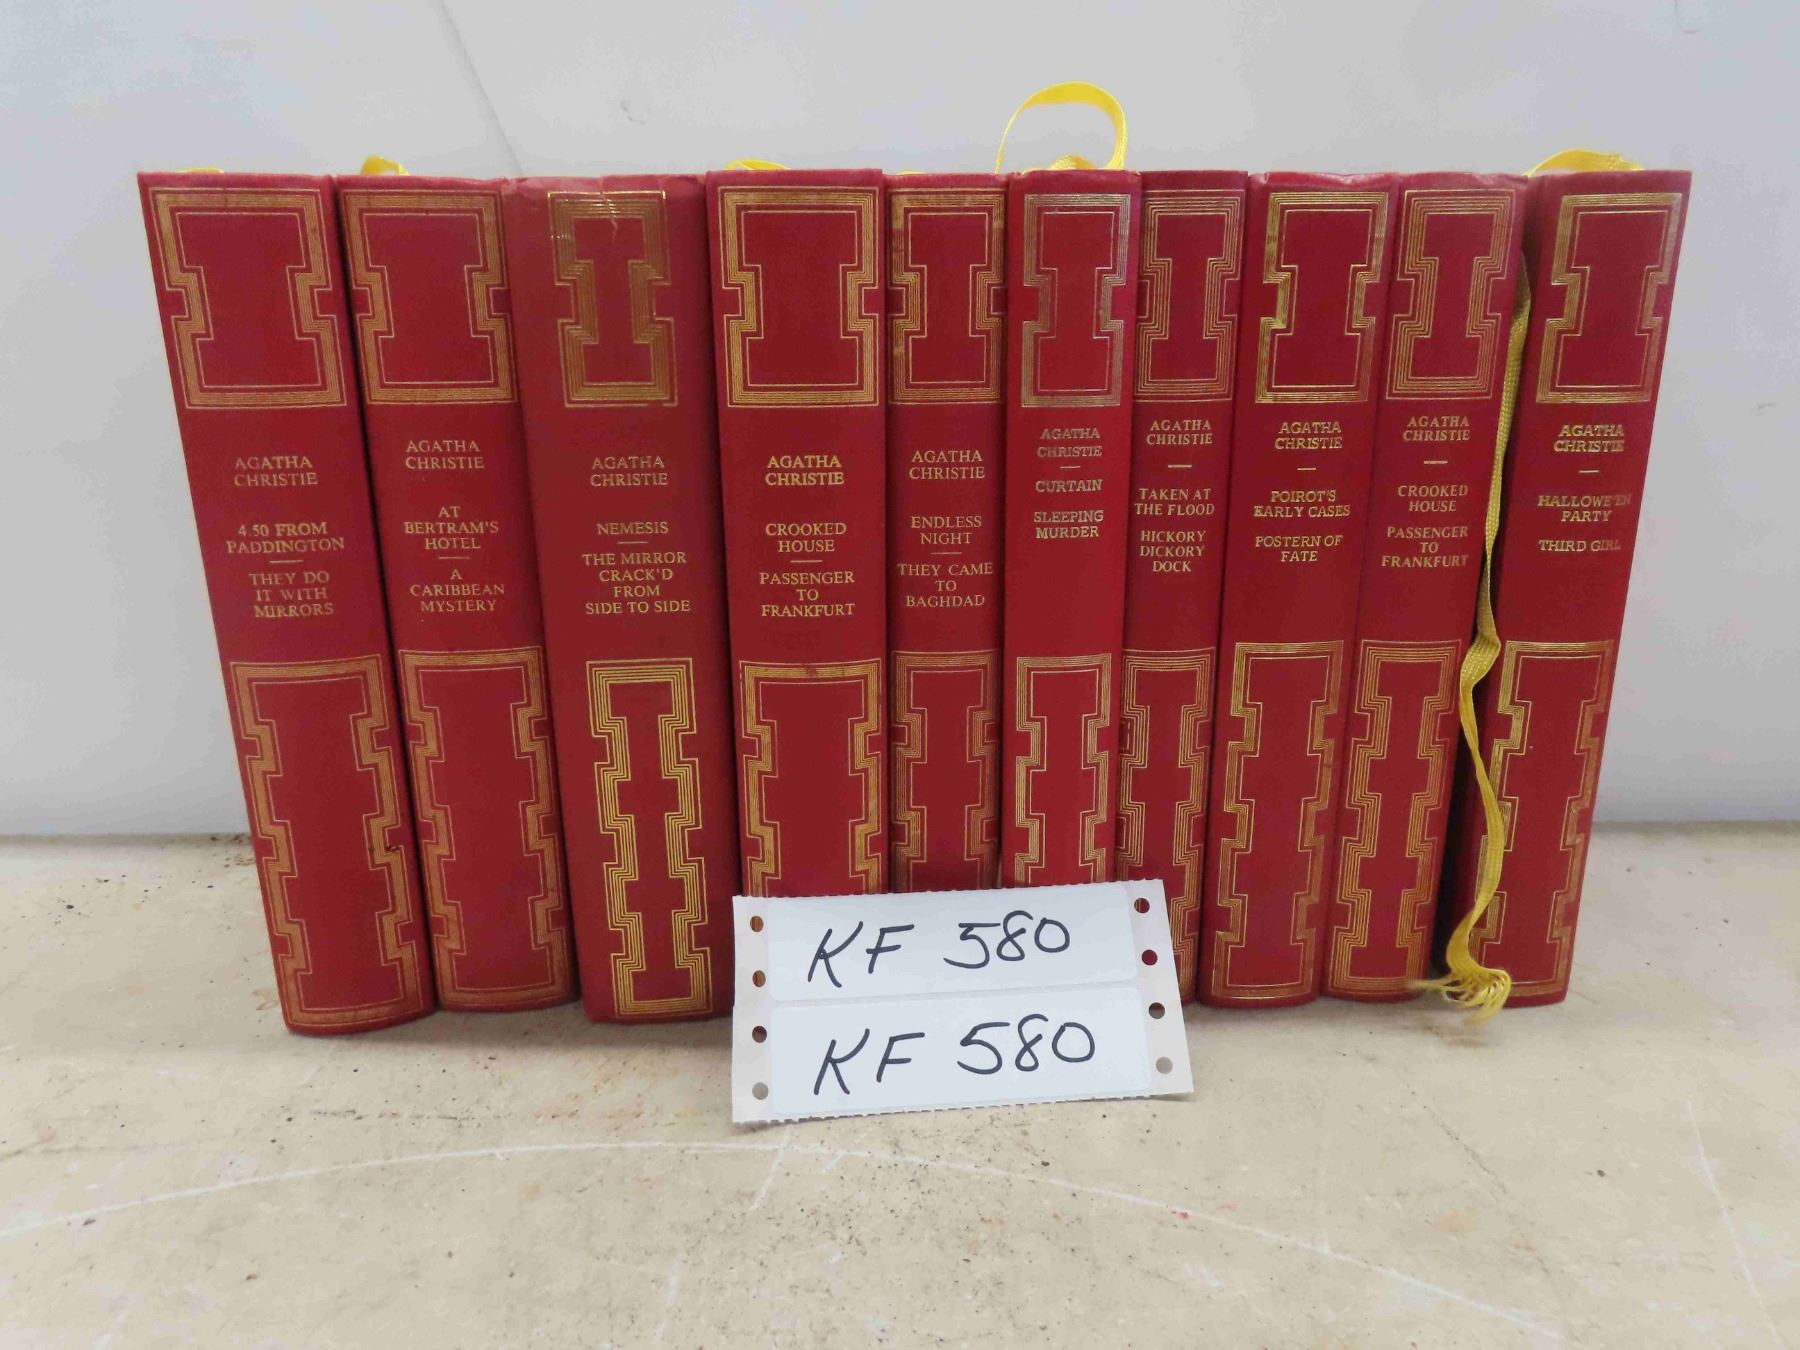 AGATHA
CHRISTIE
4.50 FROM
PADDINGTON
THEY DO
IT WITH
MIRRORS
AGATHA
CHRISTIE
AT
BERTRAM'S
HOTEL
A
CARIBBEAN
MYSTERY
AGATHA
CHRISTIE
NEMESIS
THE MIRROR
CRACK'D
FROM
SIDE TO SIDE
AGATHA
CHRISTIE
CROOKED
HOUSE
PASSENGER
TO
FRANKFURT
AGATHA
CHRISTIE
ENDLESS
NIGHT
THEY CAME
TO
BAGHDAD
AGATHA
CHRISTIE
CURTAIN
SLEEPING
MURDER
AGATHA
CHRISTIE
TAKEN AT
THE FLOOD
HICKORY
DICKORY
DOCK
AGATHA
CHRISTIE
POIROT'S
EARLY CASES
POSTERN OF
FATE
AGATHA
CHRISTIE
CROOKED
HOUSE
PASSENGER
TO
FRANKFURT
AGATHA
CHRISTIE
HALLOWE'EN
PARTY
THIRD GIRL
KF 580
KF 580